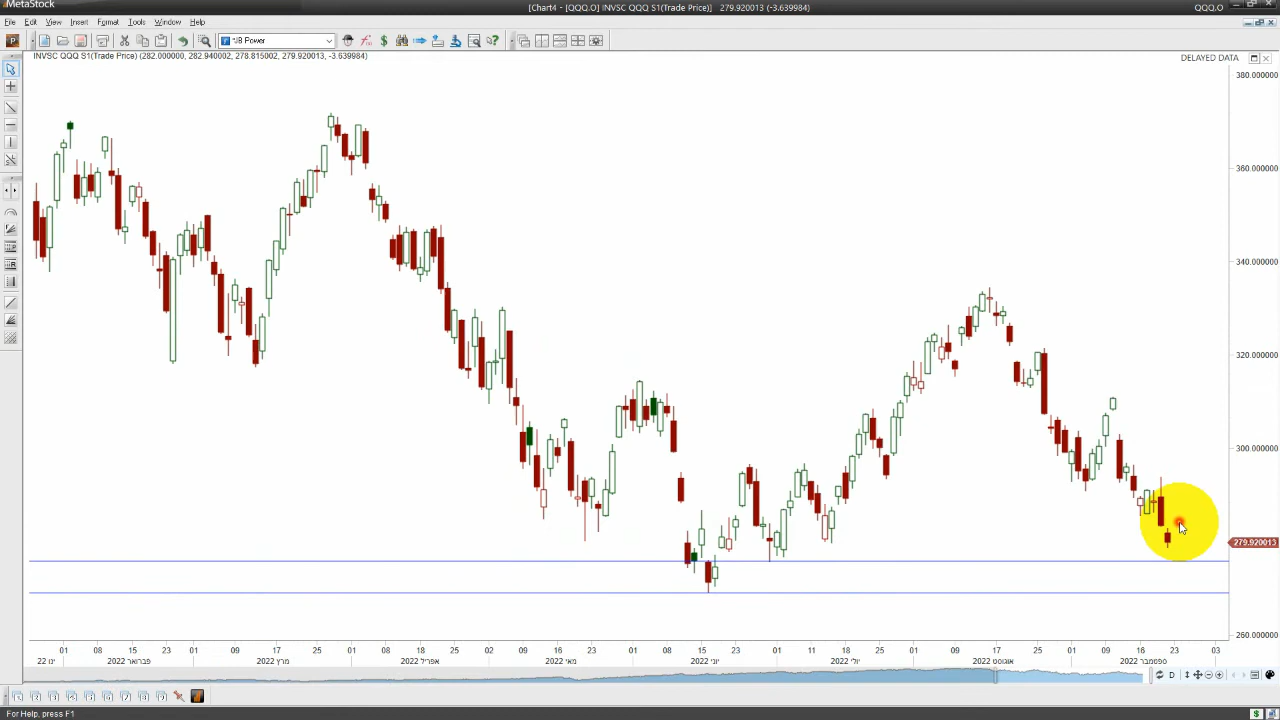 MetaStock
[Chart4 - [QQQ.O] INVSC QQQ S1(Trade Price)] 279.920013 (-3.639984)
QQQ.O
File Edit View Insert Format Tools Window Help
*JB Power
INVSC QQQ S1(Trade Price) (282.000000, 282.940002, 278.815002, 279.920013, -3.639984)
DELAYED DATA
380.000000
360.000000
340.000000
320.000000
300.000000
279.920013
260.000000
01 08 15 23 01 09 17 25 01 11 18 25 02 09 16 23 01 08 15 23 01 11 18 25 01 09 17 25 01 09 16 23 03
ינו 22 פברואר 2022 מרץ 2022 אפריל 2022 מאי 2022 יוני 2022 יולי 2022 אוגוסט 2022 ספטמבר 2022
D
For Help, press F1